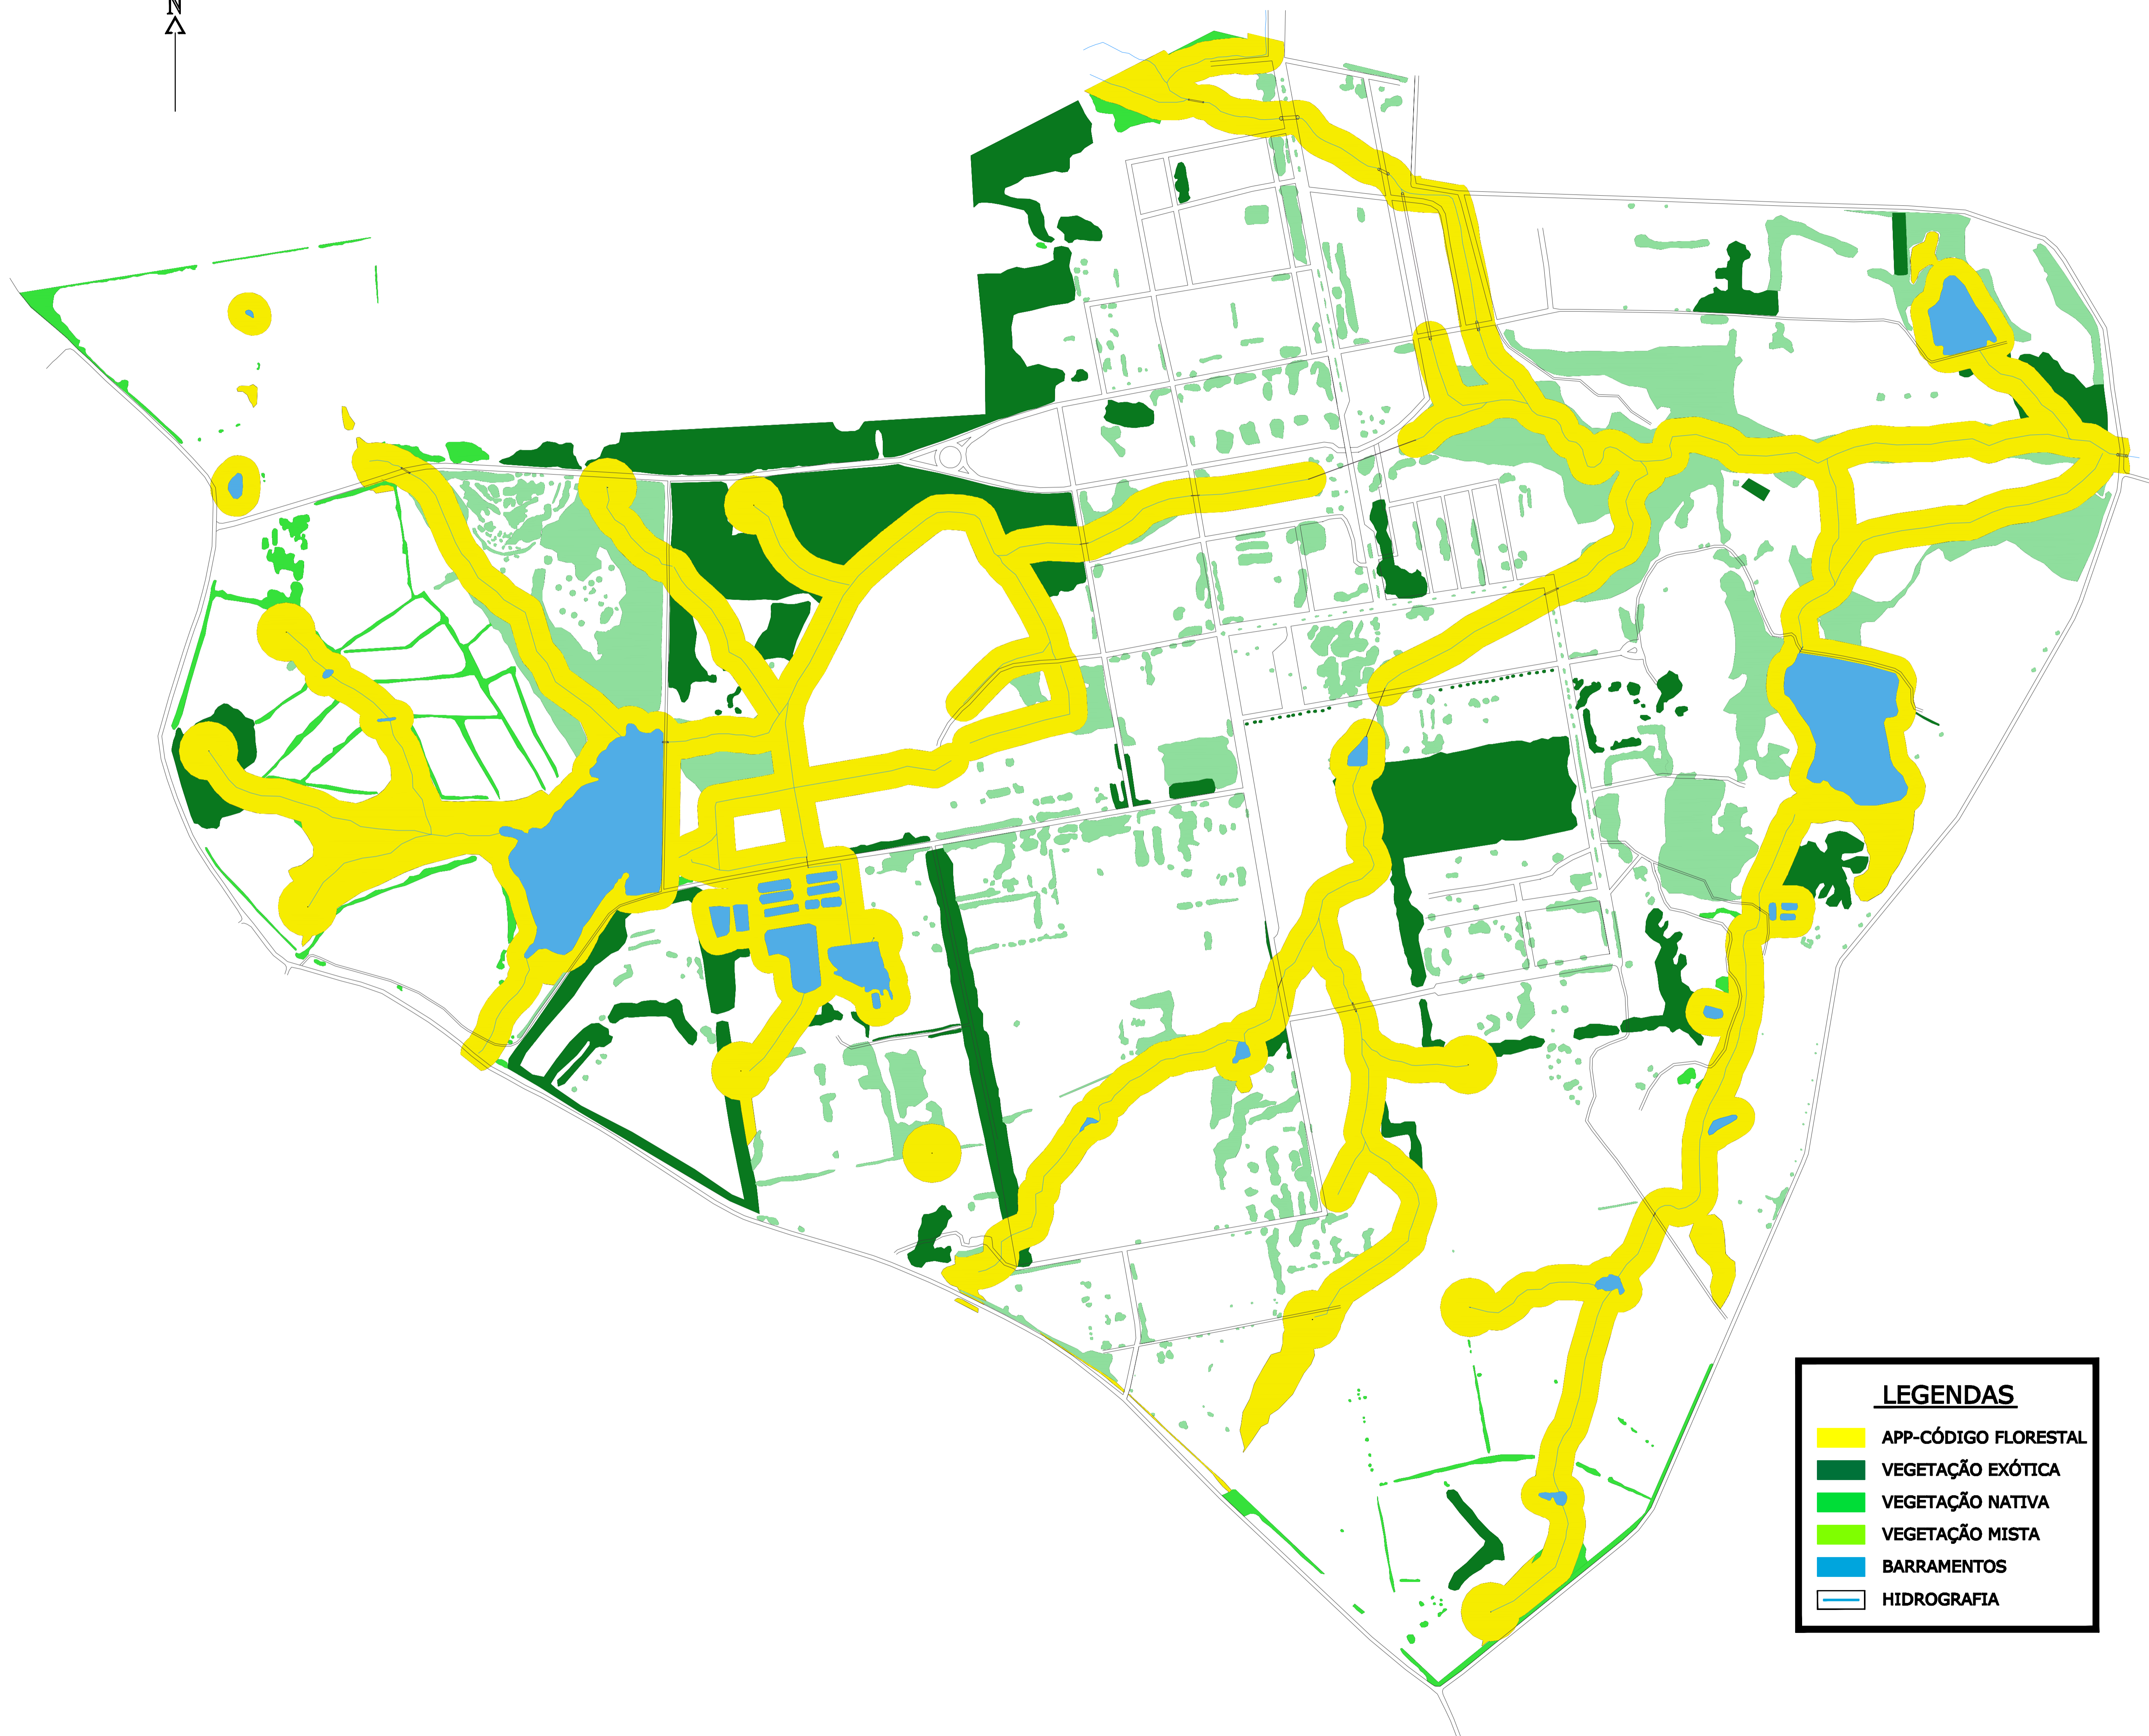 N
LEGENDAS
APP-CÓDIGO FLORESTAL
VEGETAÇÃO EXÓTICA
VEGETAÇÃO NATIVA
VEGETAÇÃO MISTA
BARRAMENTOS
HIDROGRAFIA